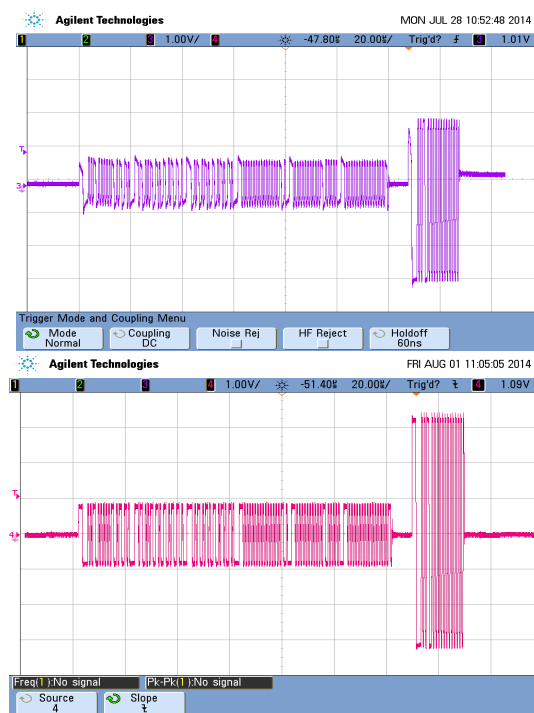 Agilent Technologies MON JUL 28 10:52:48 2014
1 2 3 1.00V/ 4 -47.80% 20.00%/ Trig'd? 3 1.01V
T
3
Trigger Mode and Coupling Menu
Mode Coupling Noise Rej HF Reject Holdoff
Normal DC 60ns
Agilent Technologies FRI AUG 01 11:05:05 2014
1 2 3 4 1.00V/ -51.40% 20.00%/ Trig'd? 4 1.09V
T
4
Freq(1):No signal Pk-Pk(1):No signal
Source Slope
4